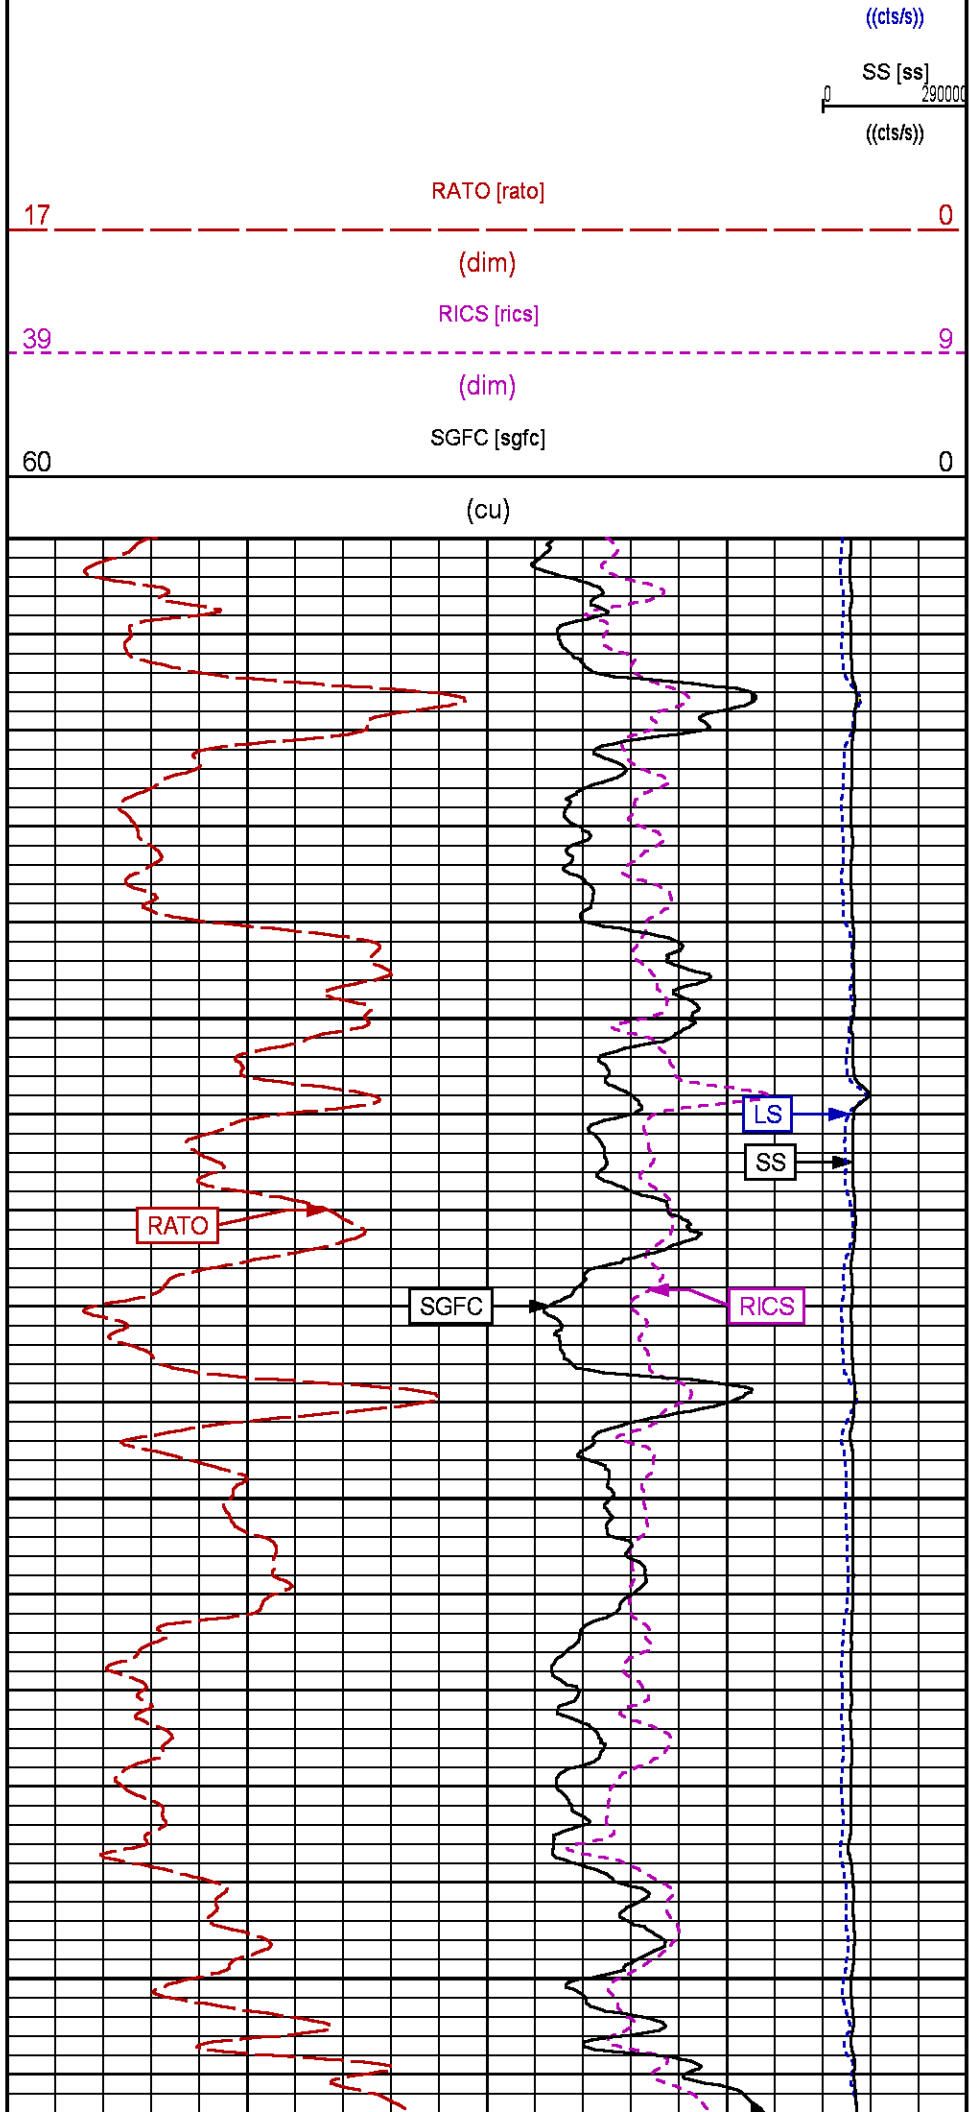 ((cts/s))
SS [ss]
0 290000
((cts/s))
RATO [rato]
17 0
(dim)
RICS [rics]
39 9
(dim)
SGFC [sgfc]
60 0
(cu)
LS
SS
RATO
SGFC
RICS